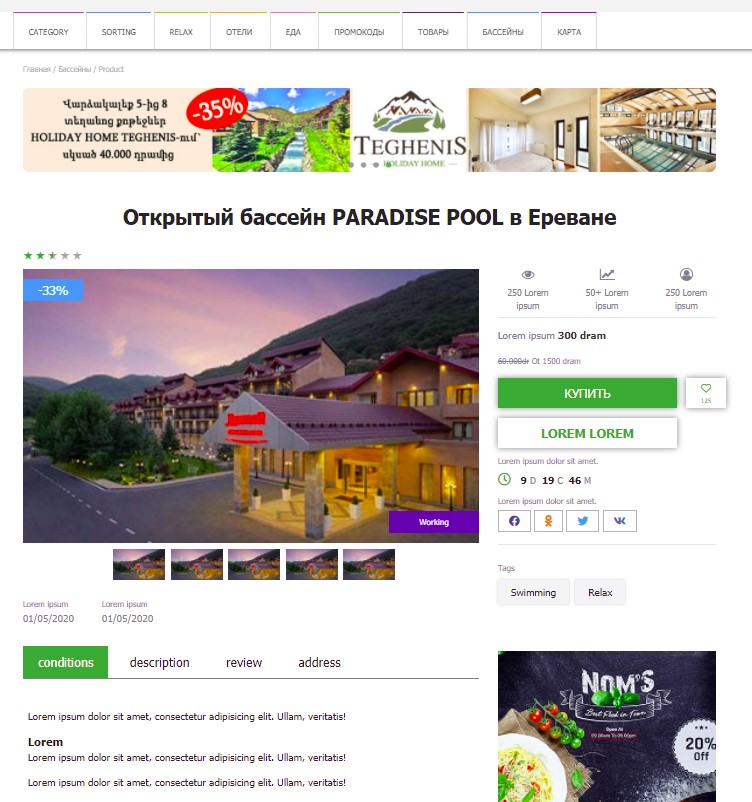 CATEGORY
SORTING
RELAX
ОТЕЛИ
ЕДА
ПРОМОКОДЫ
ТОВАРЫ
БАССЕЙНЫ
КАРТА
Главная / Бассейны / Product
Վարձակալեք 5-ից 8
տեղանոց քոթեջներ
HOLIDAY HOME TEGHENIS-ում՝
սկսած 40.000 դրամից
-35%
TEGHENIS
HOLIDAY HOME
Открытый бассейн PARADISE POOL в Ереване
-33%
Working
250 Lorem
ipsum
50+ Lorem
ipsum
250 Lorem
ipsum
Lorem ipsum 300 dram
60.000dr Ot 1500 dram
КУПИТЬ
125
LOREM LOREM
Lorem ipsum dolor sit amet.
9 D 19 C 46 M
Lorem ipsum dolor sit amet.
Tags
Swimming
Relax
Lorem ipsum
01/05/2020
Lorem ipsum
01/05/2020
conditions
description
review
address
Lorem ipsum dolor sit amet, consectetur adipisicing elit. Ullam, veritatis!
Lorem
Lorem ipsum dolor sit amet, consectetur adipisicing elit. Ullam, veritatis!
Lorem ipsum dolor sit amet, consectetur adipisicing elit. Ullam, veritatis!
NOM'S
Best Food in Town
Open At
20%
Off